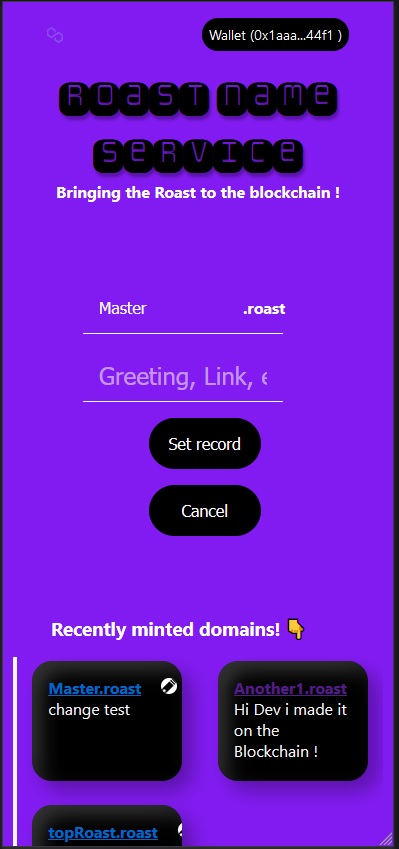 Wallet (0x1aaa...44f1 )
Roast Name
Service
Bringing the Roast to the blockchain !
Master .roast
Greeting, Link, e
Set record
Cancel
Recently minted domains! 👇
Master.roast
change test
Another1.roast
Hi Dev i made it
on the
Blockchain !
topRoast.roast